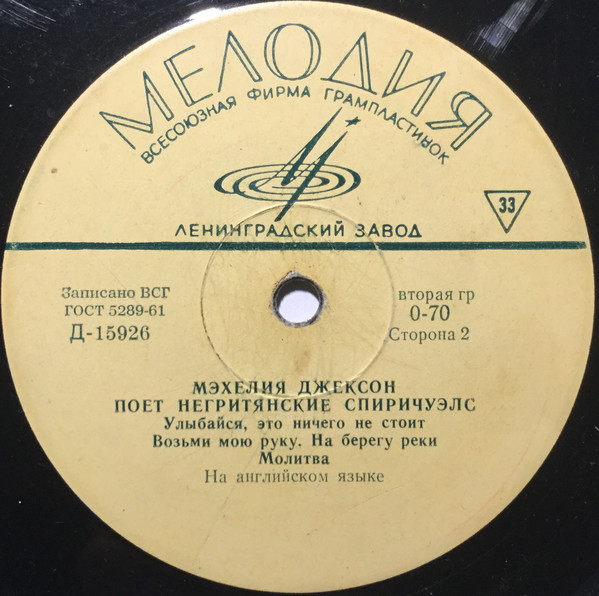 МЕЛОДИЯ
ВСЕСОЮЗНАЯ ФИРМА ГРАМПЛАСТИНОК
33
ЛЕНИНГРАДСКИЙ ЗАВОД
Записано ВСГ
ГОСТ 5289-61
Д-15926
вторая гр
0-70
Сторона 2
МЭХЕЛИЯ ДЖЕКСОН
ПОЕТ НЕГРИТЯНСКИЕ СПИРИЧУЭЛС
Улыбайся, это ничего не стоит
Возьми мою руку. На берегу реки
Молитва
На английском языке